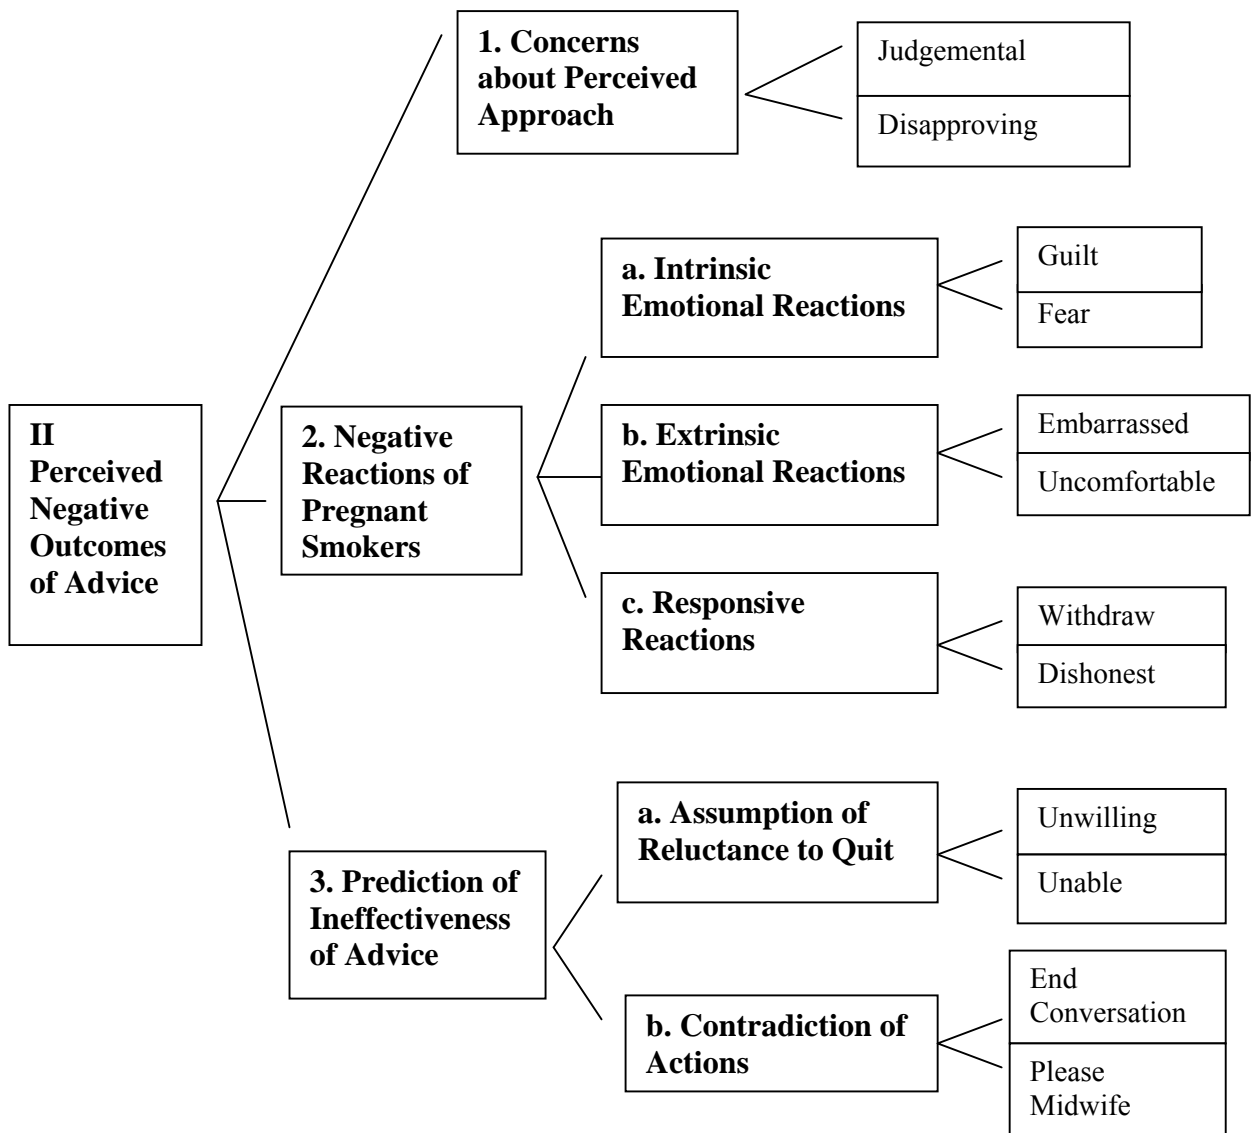 1. Concerns
about Perceived
Approach
Judgemental
Disapproving
a. Intrinsic
Emotional Reactions
Guilt
Fear
II
Perceived
Negative
Outcomes
of Advice
2. Negative
Reactions of
Pregnant
Smokers
b. Extrinsic
Emotional Reactions
Embarrassed
Uncomfortable
c. Responsive
Reactions
Withdraw
Dishonest
3. Prediction of
Ineffectiveness
of Advice
a. Assumption of
Reluctance to Quit
Unwilling
Unable
b. Contradiction of
Actions
End
Conversation
Please
Midwife